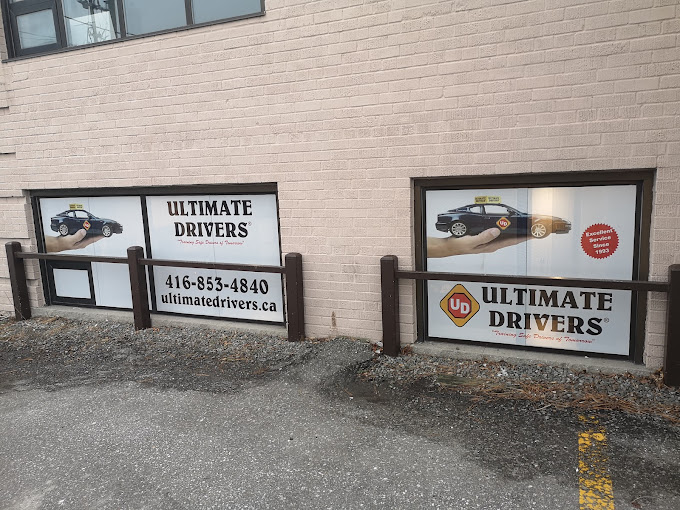 ULTIMATE
DRIVERS®
"Training Safe Drivers of Tomorrow"
416-853-4840
ultimatedrivers.ca
Excellent
Service
Since
1993
UD
ULTIMATE
DRIVERS®
"Training Safe Drivers of Tomorrow"